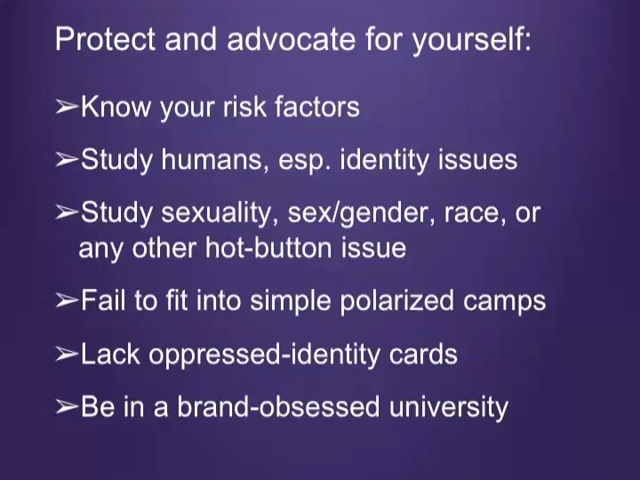 Protect and advocate for yourself:
➢Know your risk factors
➢Study humans, esp. identity issues
➢Study sexuality, sex/gender, race, or
any other hot-button issue
➢Fail to fit into simple polarized camps
➢Lack oppressed-identity cards
➢Be in a brand-obsessed university